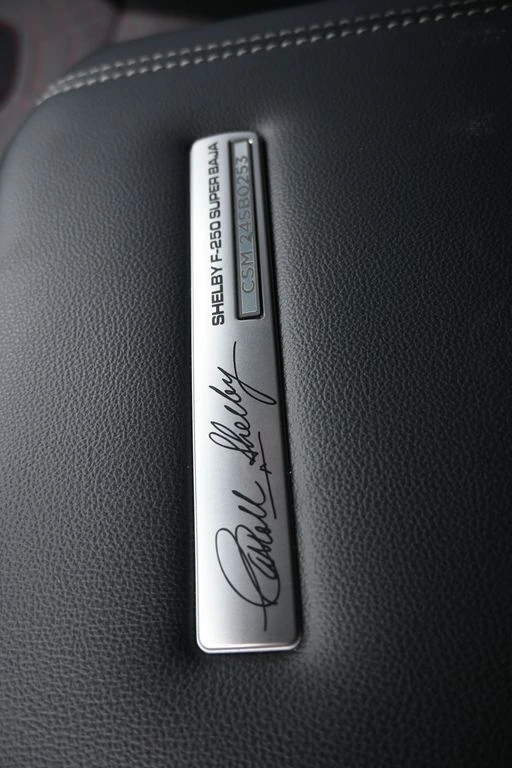 SHELBY F-250 SUPER BAJA
CSM 24SB0253
Carroll Shelby